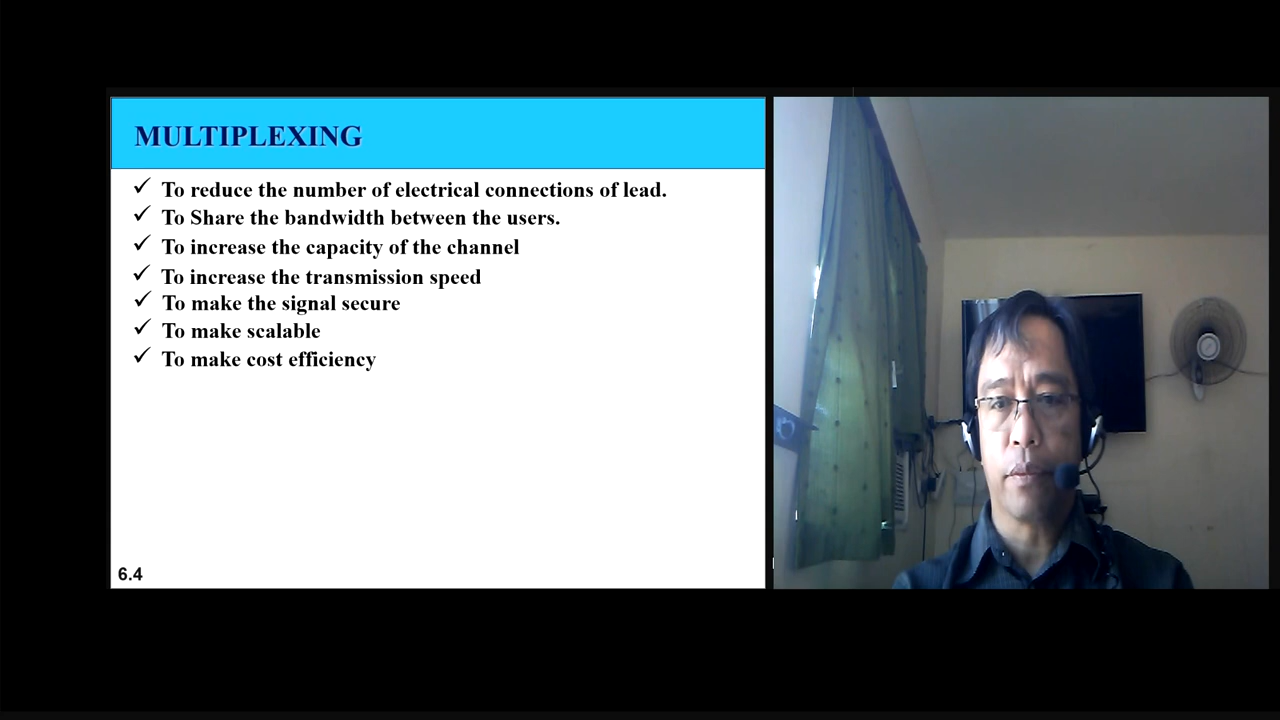 MULTIPLEXING
To reduce the number of electrical connections of lead.
To Share the bandwidth between the users.
To increase the capacity of the channel
To increase the transmission speed
To make the signal secure
To make scalable
To make cost efficiency
6.4